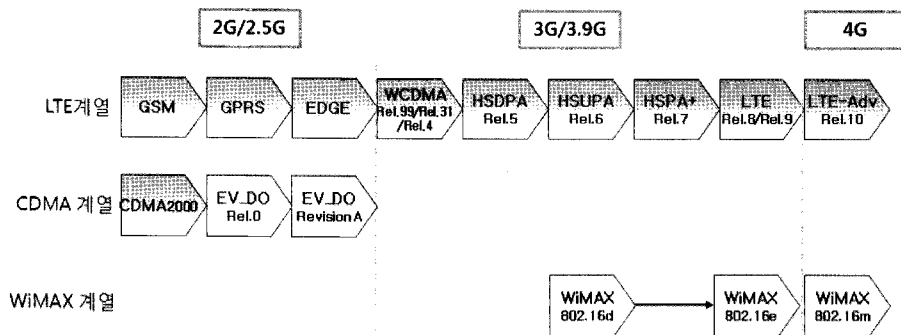 2G/2.5G
3G/3.9G
4G
LTE계열
GSM
GPRS
EDGE
WCDMA
Rel.99/Rel.31
/Rel.4
HSDPA
Rel.5
HSUPA
Rel.6
HSPA+
Rel.7
LTE
Rel.8/Rel.9
LTE-Adv
Rel.10
CDMA 계열
CDMA2000
EV_DO
Rel.0
EV_DO
Revision A
WiMAX 계열
WiMAX
802.16d
WiMAX
802.16e
WiMAX
802.16m